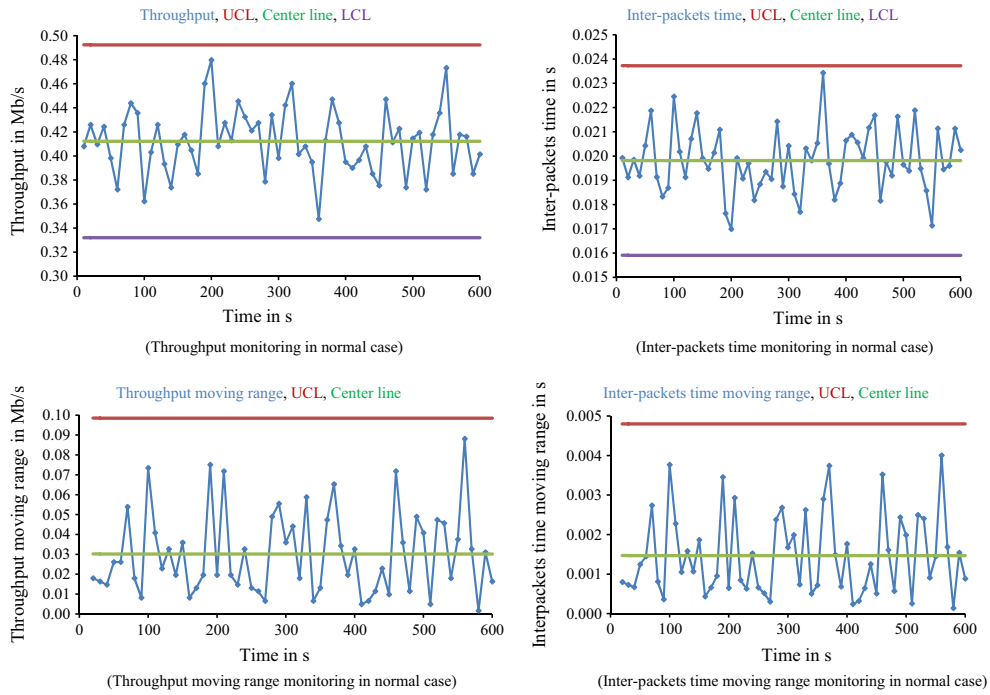 Throughput, UCL, Center line, LCL
Throughput in Mb/s
0.50
0.48
0.46
0.44
0.42
0.40
0.38
0.36
0.34
0.32
0.30
0 100 200 300 400 500 600
Time in s
(Throughput monitoring in normal case)
Inter-packets time, UCL, Center line, LCL
Inter-packets time in s
0.025
0.024
0.023
0.022
0.021
0.020
0.019
0.018
0.017
0.016
0.015
0 100 200 300 400 500 600
Time in s
(Inter-packets time monitoring in normal case)
Throughput moving range, UCL, Center line
Throughput moving range in Mb/s
0.10
0.09
0.08
0.07
0.06
0.05
0.04
0.03
0.02
0.01
0.00
0 100 200 300 400 500 600
Time in s
(Throughput moving range monitoring in normal case)
Inter-packets time moving range, UCL, Center line
Interpackets time moving range in s
0.005
0.004
0.003
0.002
0.001
0.000
0 100 200 300 400 500 600
Time in s
(Inter-packets time moving range monitoring in normal case)